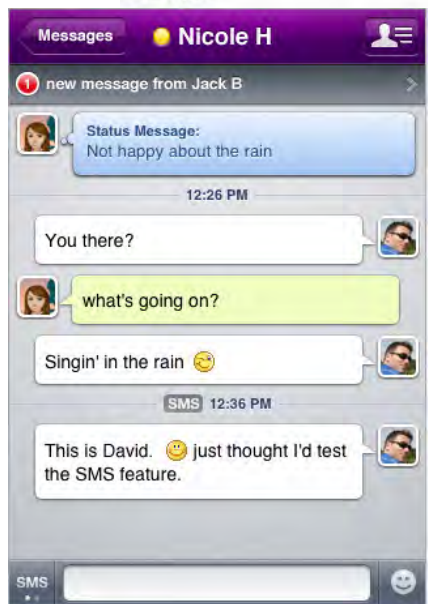 Messages
Nicole H
1 new message from Jack B
Status Message:
Not happy about the rain
12:26 PM
You there?
what's going on?
Singin' in the rain
SMS 12:36 PM
This is David. just thought I'd test
the SMS feature.
SMS